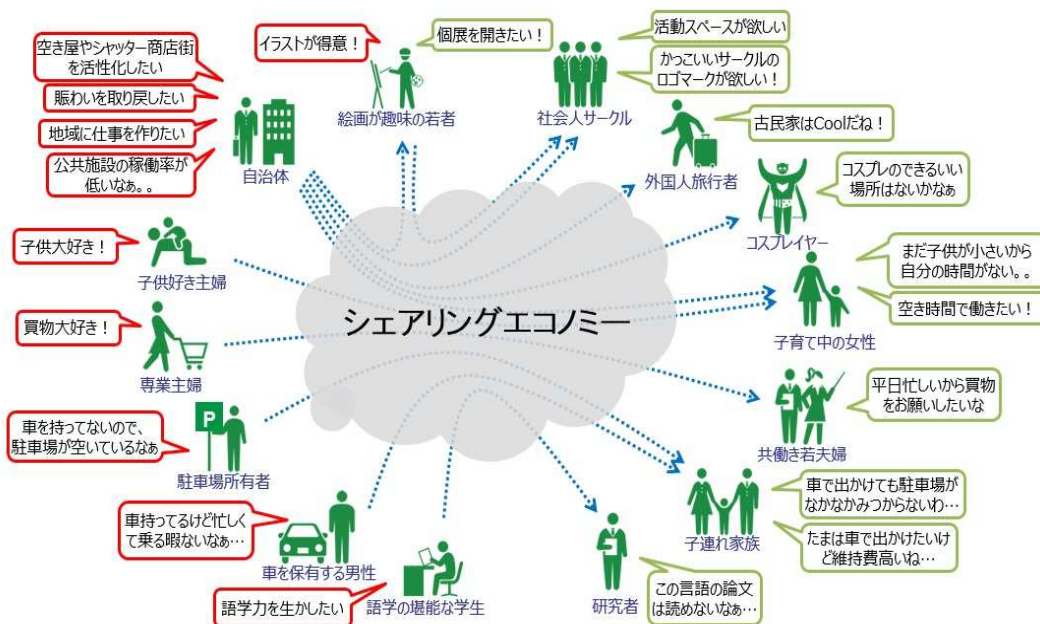 空き屋やシャッター商店街
を活性化したい
賑わいを取り戻したい
地域に仕事を作りたい
公共施設の稼働率が
低いなぁ。。
自治体
イラストが得意！
個展を開きたい！
絵画が趣味の若者
活動スペースが欲しい
かっこいいサークルの
ロゴマークが欲しい！
社会人サークル
古民家はCoolだね！
外国人旅行者
コスプレのできるいい
場所はないかなぁ
コスプレイヤー
子供大好き！
子供好き主婦
まだ子供が小さいから
自分の時間がない。。
空き時間で働きたい！
子育て中の女性
シェアリングエコノミー
買物大好き！
専業主婦
平日忙しいから買物
をお願いしたいな
共働き若夫婦
P
車を持ってないので、
駐車場が空いているなぁ
駐車場所有者
車で出かけても駐車場が
なかなかみつからないわ…
たまは車で出かけたいけ
ど維持費高いね…
子連れ家族
車持ってるけど忙しく
て乗る暇ないなぁ…
車を保有する男性
語学力を生かしたい
語学の堪能な学生
研究者
この言語の論文
は読めないなぁ…